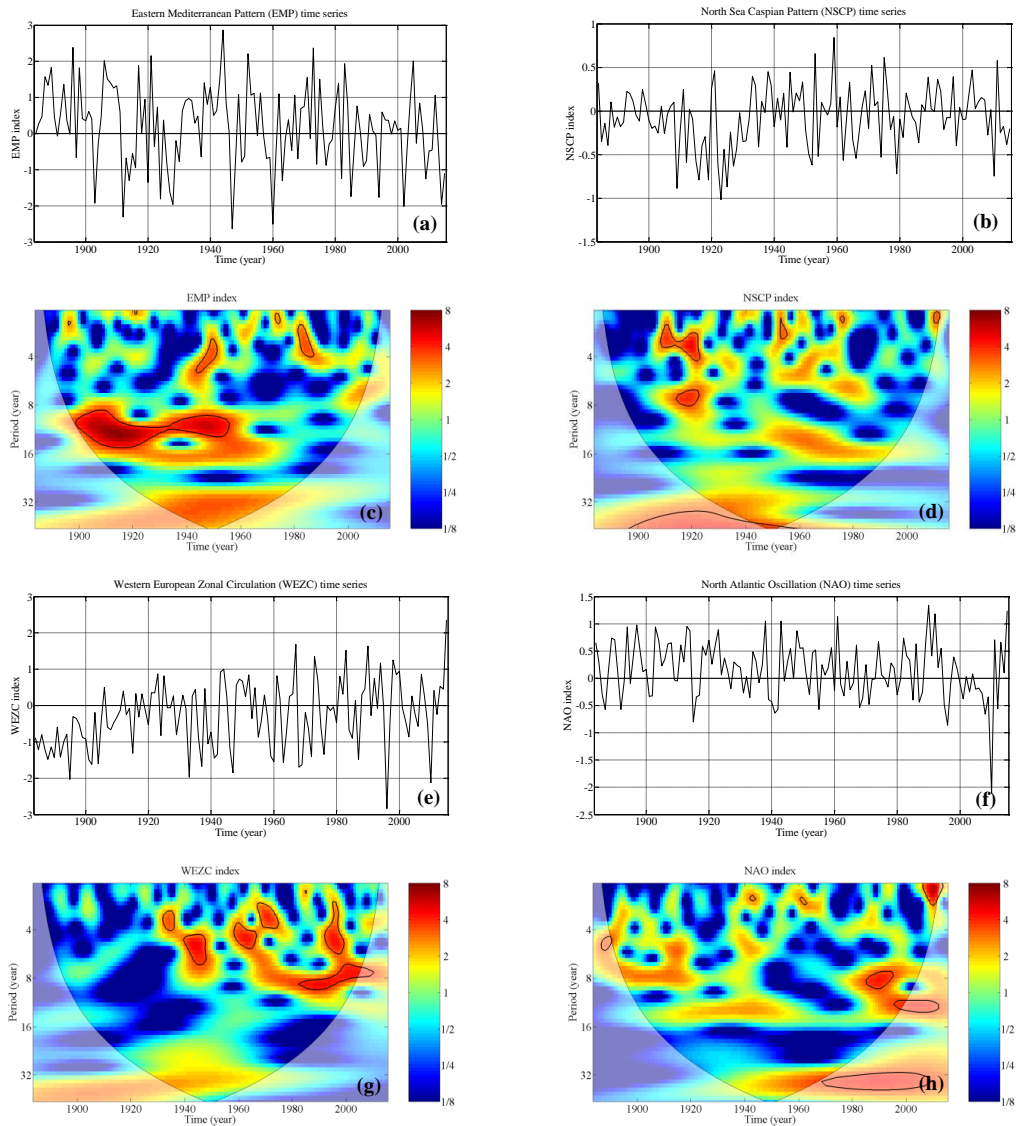 Eastern Mediterranean Pattern (EMP) time series
3
2
1
0
-1
-2
-3
EMP index
1900 1920 1940 1960 1980 2000
Time (year)
(a)
North Sea Caspian Pattern (NSCP) time series
1
0.5
0
-0.5
-1
-1.5
NSCP index
1900 1920 1940 1960 1980 2000
Time (year)
(b)
EMP index
4
8
16
32
Period (year)
1900 1920 1940 1960 1980 2000
Time (year)
(c)
8
4
2
1
1/2
1/4
1/8
NSCP index
4
8
16
32
Period (year)
1900 1920 1940 1960 1980 2000
Time (year)
(d)
8
4
2
1
1/2
1/4
1/8
Western European Zonal Circulation (WEZC) time series
3
2
1
0
-1
-2
-3
WEZC index
1900 1920 1940 1960 1980 2000
Time (year)
(e)
North Atlantic Oscillation (NAO) time series
1.5
1
0.5
0
-0.5
-1
-1.5
-2
-2.5
NAO index
1900 1920 1940 1960 1980 2000
Time (year)
(f)
WEZC index
4
8
16
32
Period (year)
1900 1920 1940 1960 1980 2000
Time (year)
(g)
8
4
2
1
1/2
1/4
1/8
NAO index
4
8
16
32
Period (year)
1900 1920 1940 1960 1980 2000
Time (year)
(h)
8
4
2
1
1/2
1/4
1/8